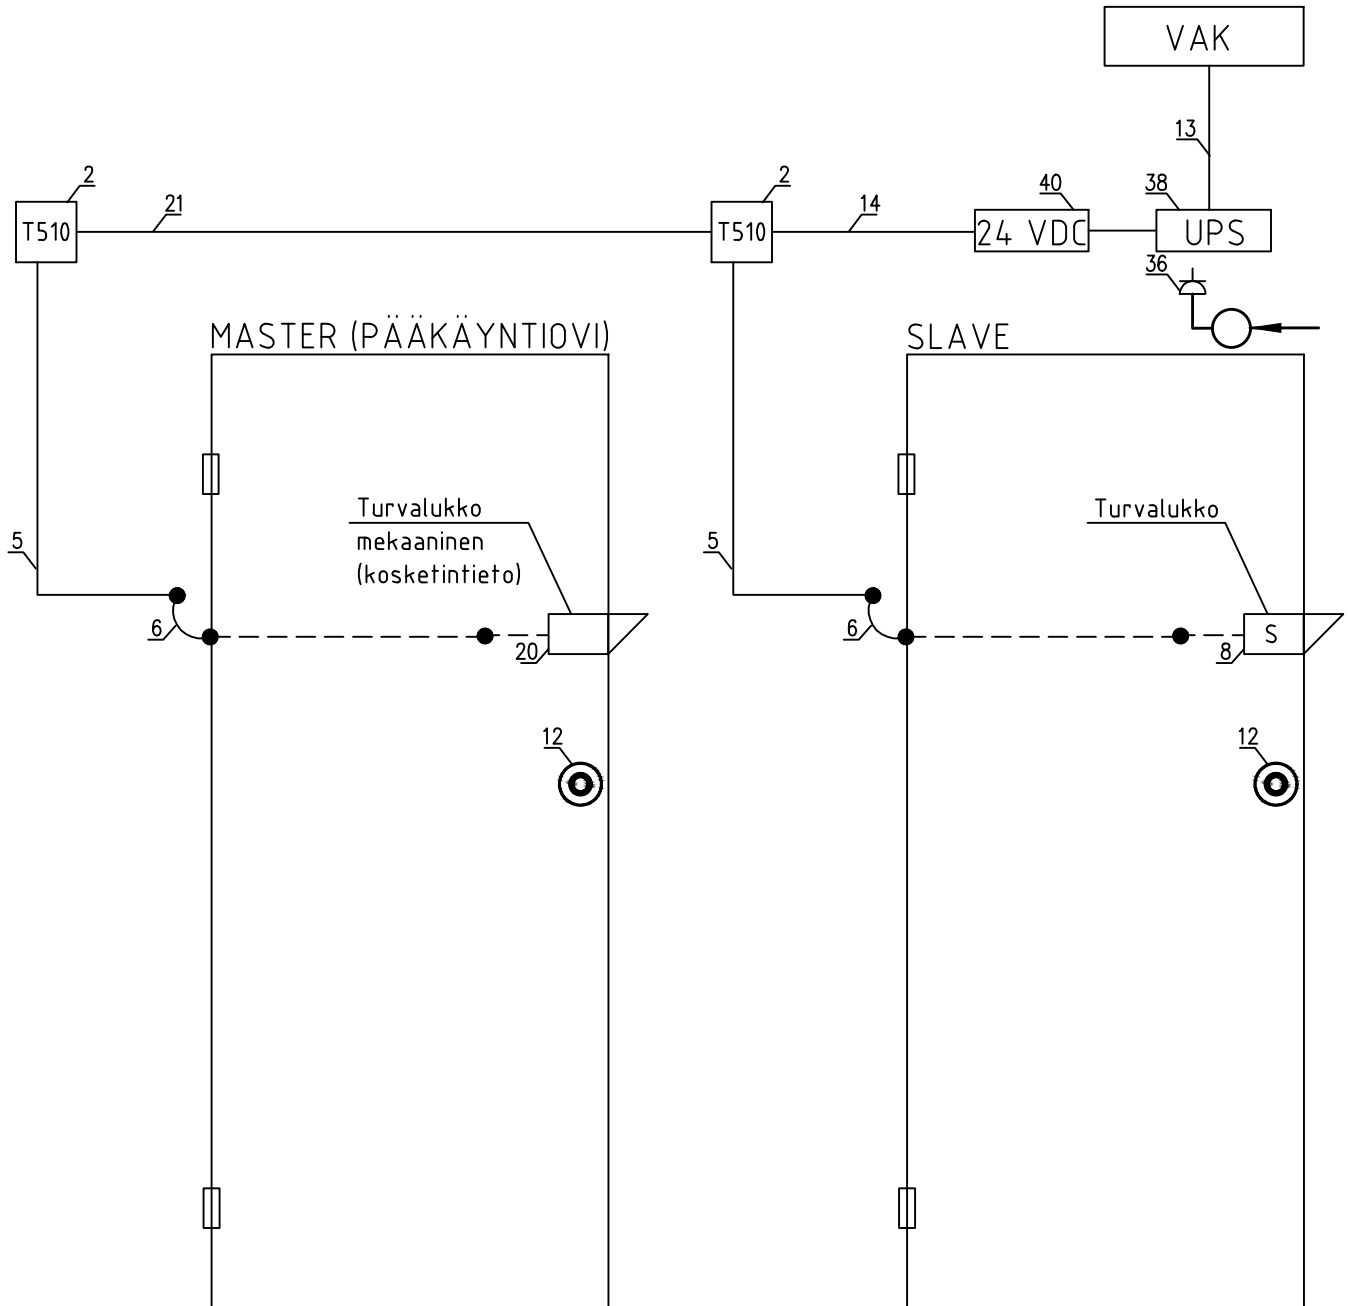 VAK
13
2
21
2
14
40
38
T510
T510
24 VDC
UPS
36
MASTER (PÄÄKÄYNTIOVI)
SLAVE
Turvalukko
mekaaninen
(kosketintieto)
Turvalukko
5
5
6
20
6
8
S
12
12